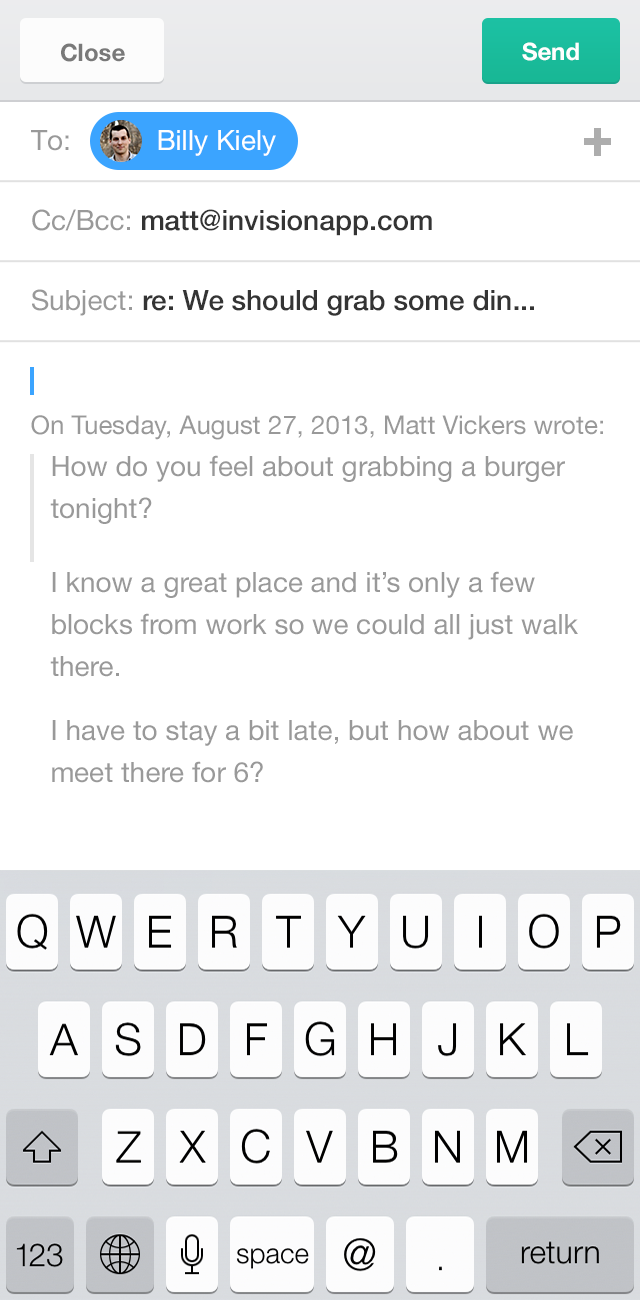 Close Send
To: Billy Kiely
Cc/Bcc: matt@invisionapp.com
Subject: re: We should grab some din...
On Tuesday, August 27, 2013, Matt Vickers wrote:
How do you feel about grabbing a burger
tonight?
I know a great place and it’s only a few
blocks from work so we could all just walk
there.
I have to stay a bit late, but how about we
meet there for 6?
Q W E R T Y U I O P
A S D F G H J K L
Z X C V B N M
123 space @ . return